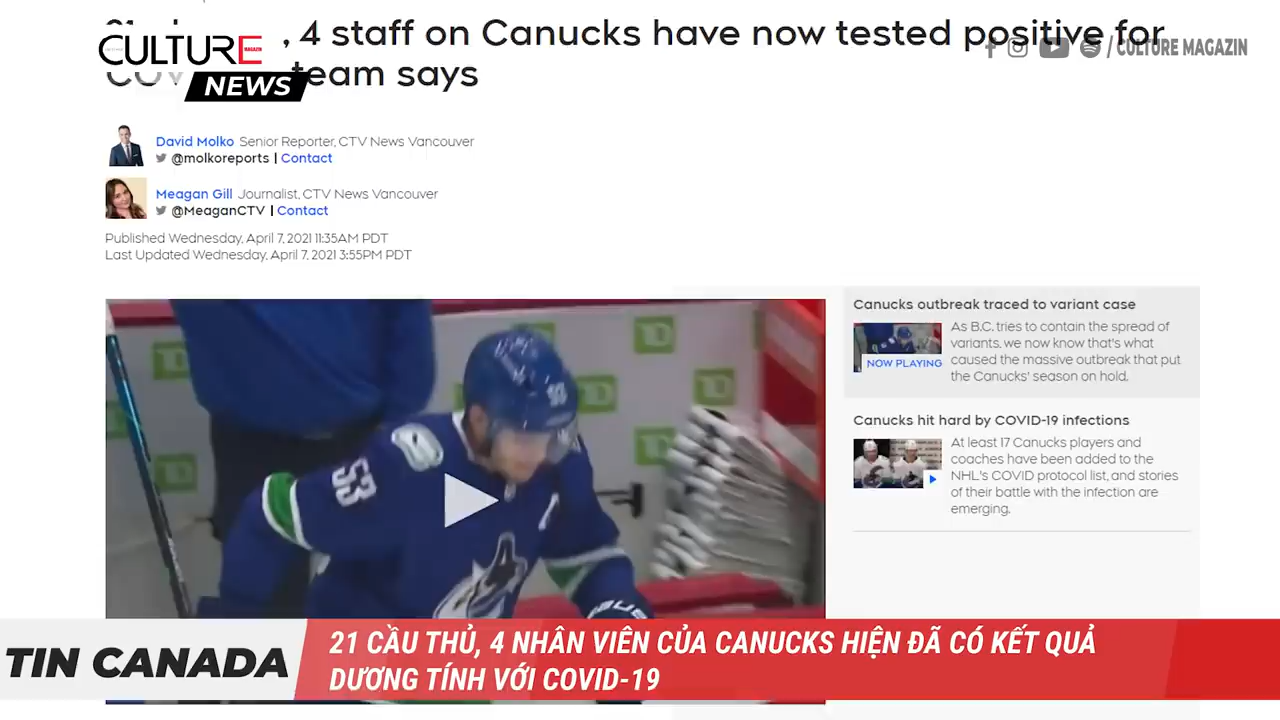 , 4 staff on Canucks have now tested positive for
team says
CULTURE
MAGAZIN
NEWS
/ CULTURE MAGAZIN
David Molko Senior Reporter, CTV News Vancouver
@molkoreports | Contact
Meagan Gill Journalist, CTV News Vancouver
@MeaganCTV | Contact
Published Wednesday, April 7, 2021 11:35AM PDT
Last Updated Wednesday, April 7, 2021 3:55PM PDT
Canucks outbreak traced to variant case
As B.C. tries to contain the spread of
variants, we now know that's what
caused the massive outbreak that put
the Canucks' season on hold.
NOW PLAYING
Canucks hit hard by COVID-19 infections
At least 17 Canucks players and
coaches have been added to the
NHL's COVID protocol list, and stories
of their battle with the infection are
emerging.
TD
TD
TD
TD
TD
53
53
TIN CANADA
21 CẦU THỦ, 4 NHÂN VIÊN CỦA CANUCKS HIỆN ĐÃ CÓ KẾT QUẢ
DƯƠNG TÍNH VỚI COVID-19